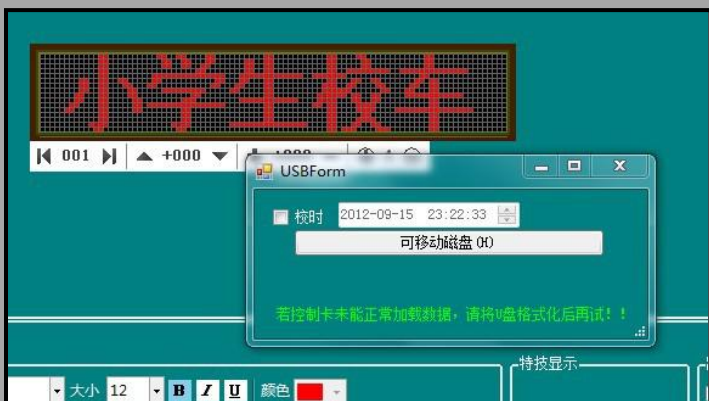 小学生校车
001 +000
USBForm
校时 2012-09-15 23:22:33
可移动磁盘(H)
若控制卡未能正常加载数据，请将U盘格式化后再试！！
特技显示
大小 12 B I U 颜色